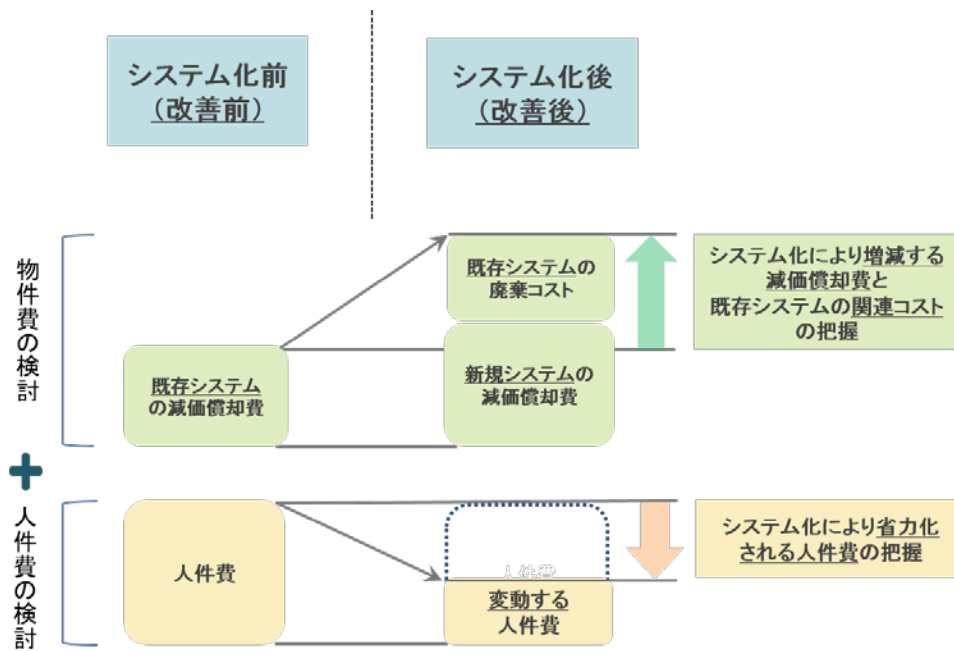 システム化前
（改善前）
システム化後
（改善後）
物件費の検討
既存システム
の減価償却費
既存システムの
廃棄コスト
新規システムの
減価償却費
システム化により増減する
減価償却費と
既存システムの関連コスト
の把握
人件費の検討
人件費
人件費
変動する
人件費
システム化により省力化
される人件費の把握